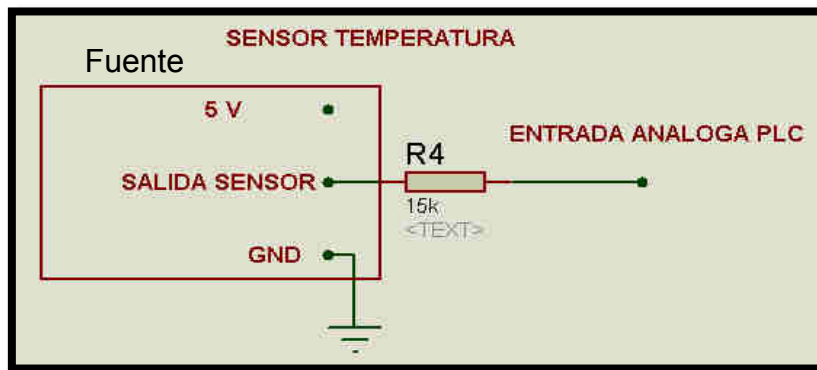 SENSOR TEMPERATURA
Fuente
5 V
ENTRADA ANALOGA PLC
R4
SALIDA SENSOR
15k
<TEXT>
GND